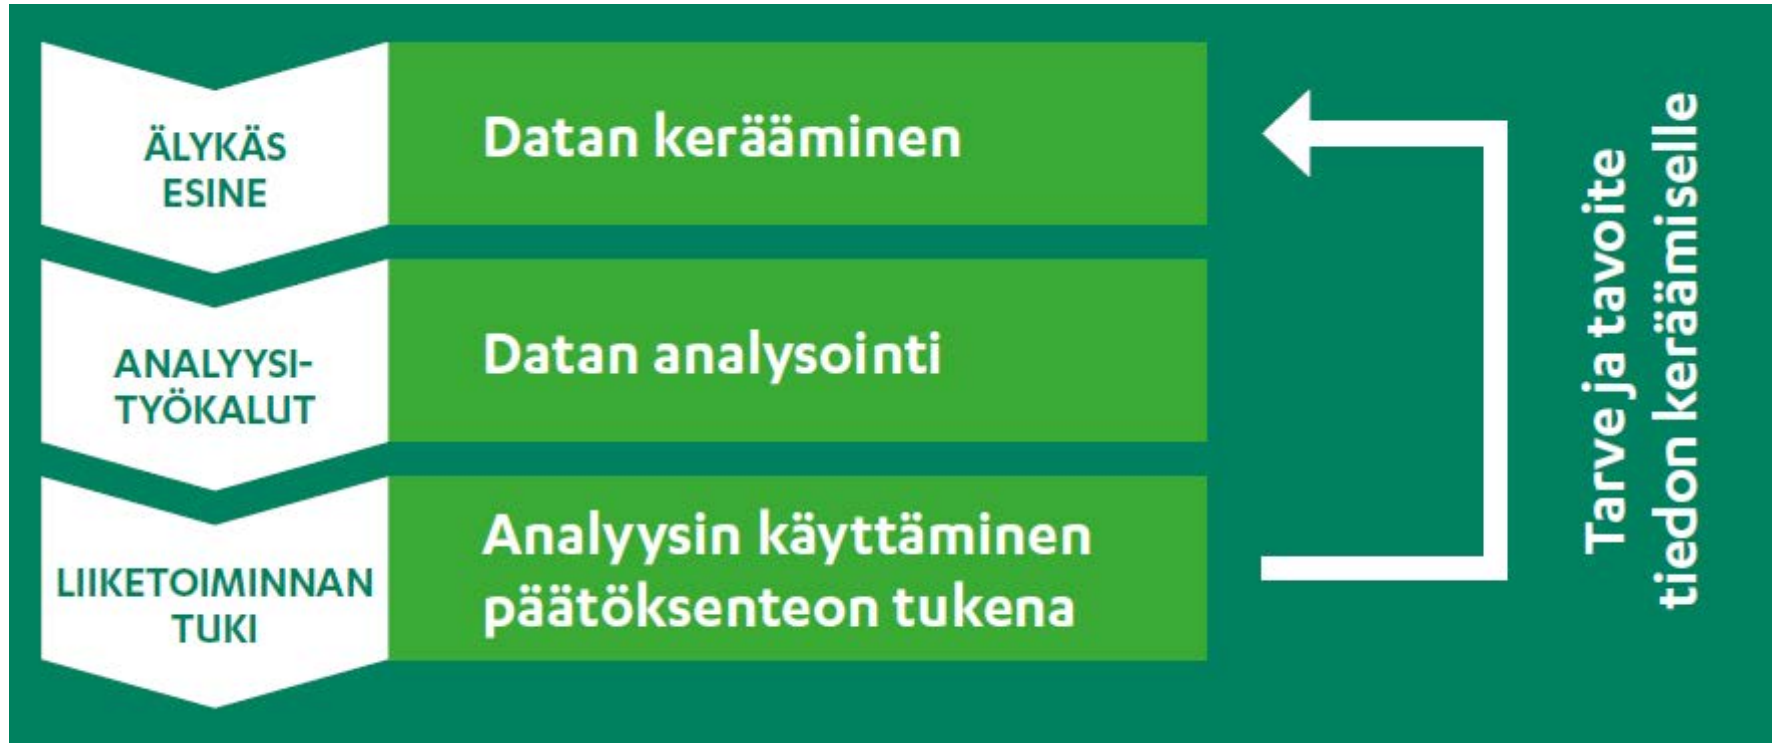 ÄLYKÄS
ESINE
Datan kerääminen
ANALYYSI-
TYÖKALUT
Datan analysointi
LIIKETOIMINNAN
TUKI
Analyysin käyttäminen
päätöksenteon tukena
Tarve ja tavoite
tiedon keräämiselle